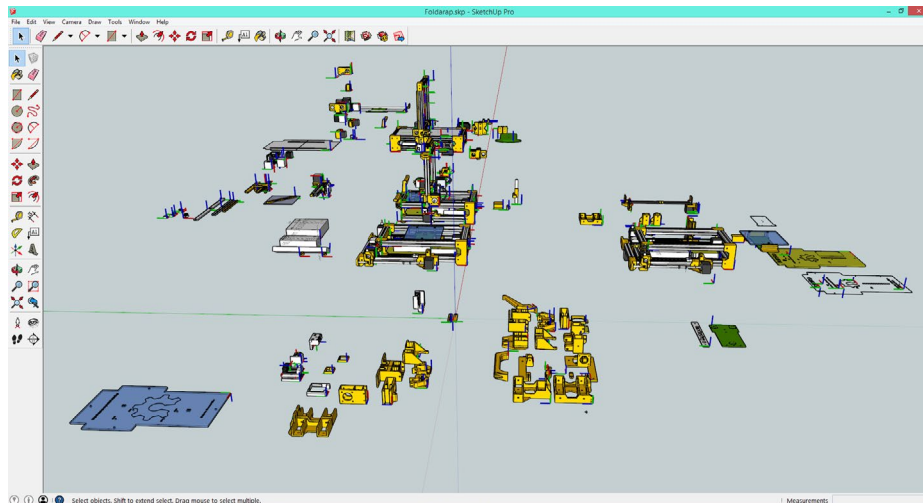 Foldarap.skp - SketchUp Pro
File Edit View Camera Draw Tools Window Help
Select objects. Shift to extend select. Drag mouse to select multiple.
Measurements